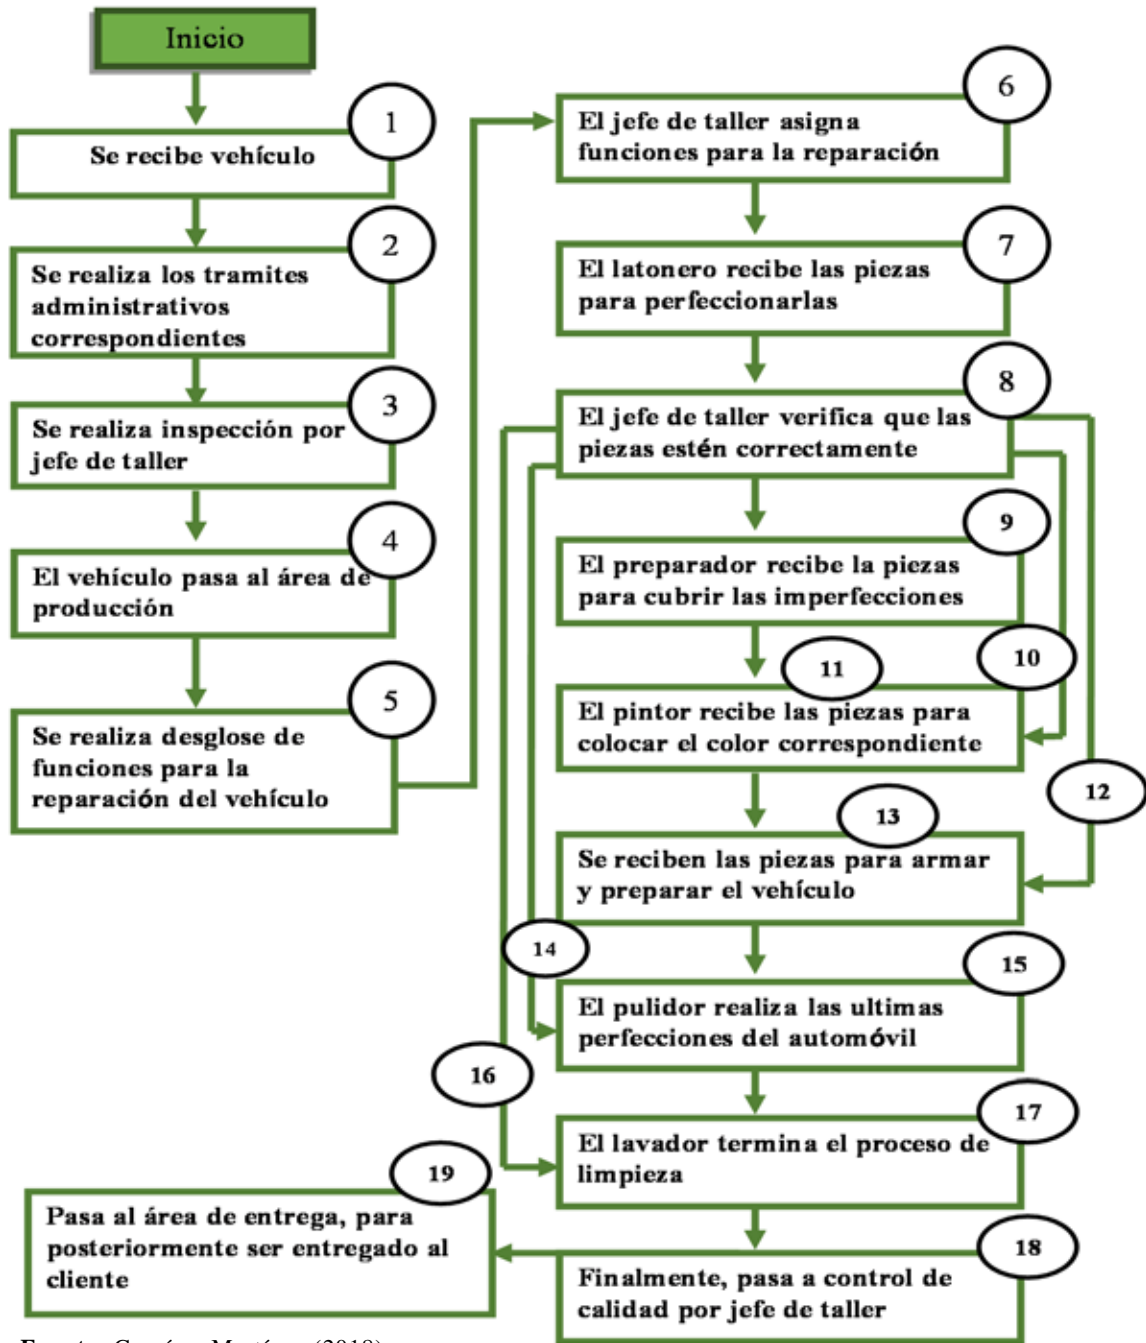 Inicio
1
Se recibe vehículo
2
Se realiza los tramites
administrativos
correspondientes
3
Se realiza inspección por
jefe de taller
4
El vehículo pasa al área de
producción
5
Se realiza desglose de
funciones para la
reparación del vehículo
6
El jefe de taller asigna
funciones para la reparación
7
El latonero recibe las piezas
para perfeccionarlas
8
El jefe de taller verifica que las
piezas estén correctamente
9
El preparador recibe la piezas
para cubrir las imperfecciones
10
11
El pintor recibe las piezas para
colocar el color correspondiente
12
13
Se reciben las piezas para armar
y preparar el vehículo
14
15
El pulidor realiza las ultimas
perfecciones del automóvil
16
17
El lavador termina el proceso de
limpieza
18
Finalmente, pasa a control de
calidad por jefe de taller
19
Pasa al área de entrega, para
posteriormente ser entregado al
cliente